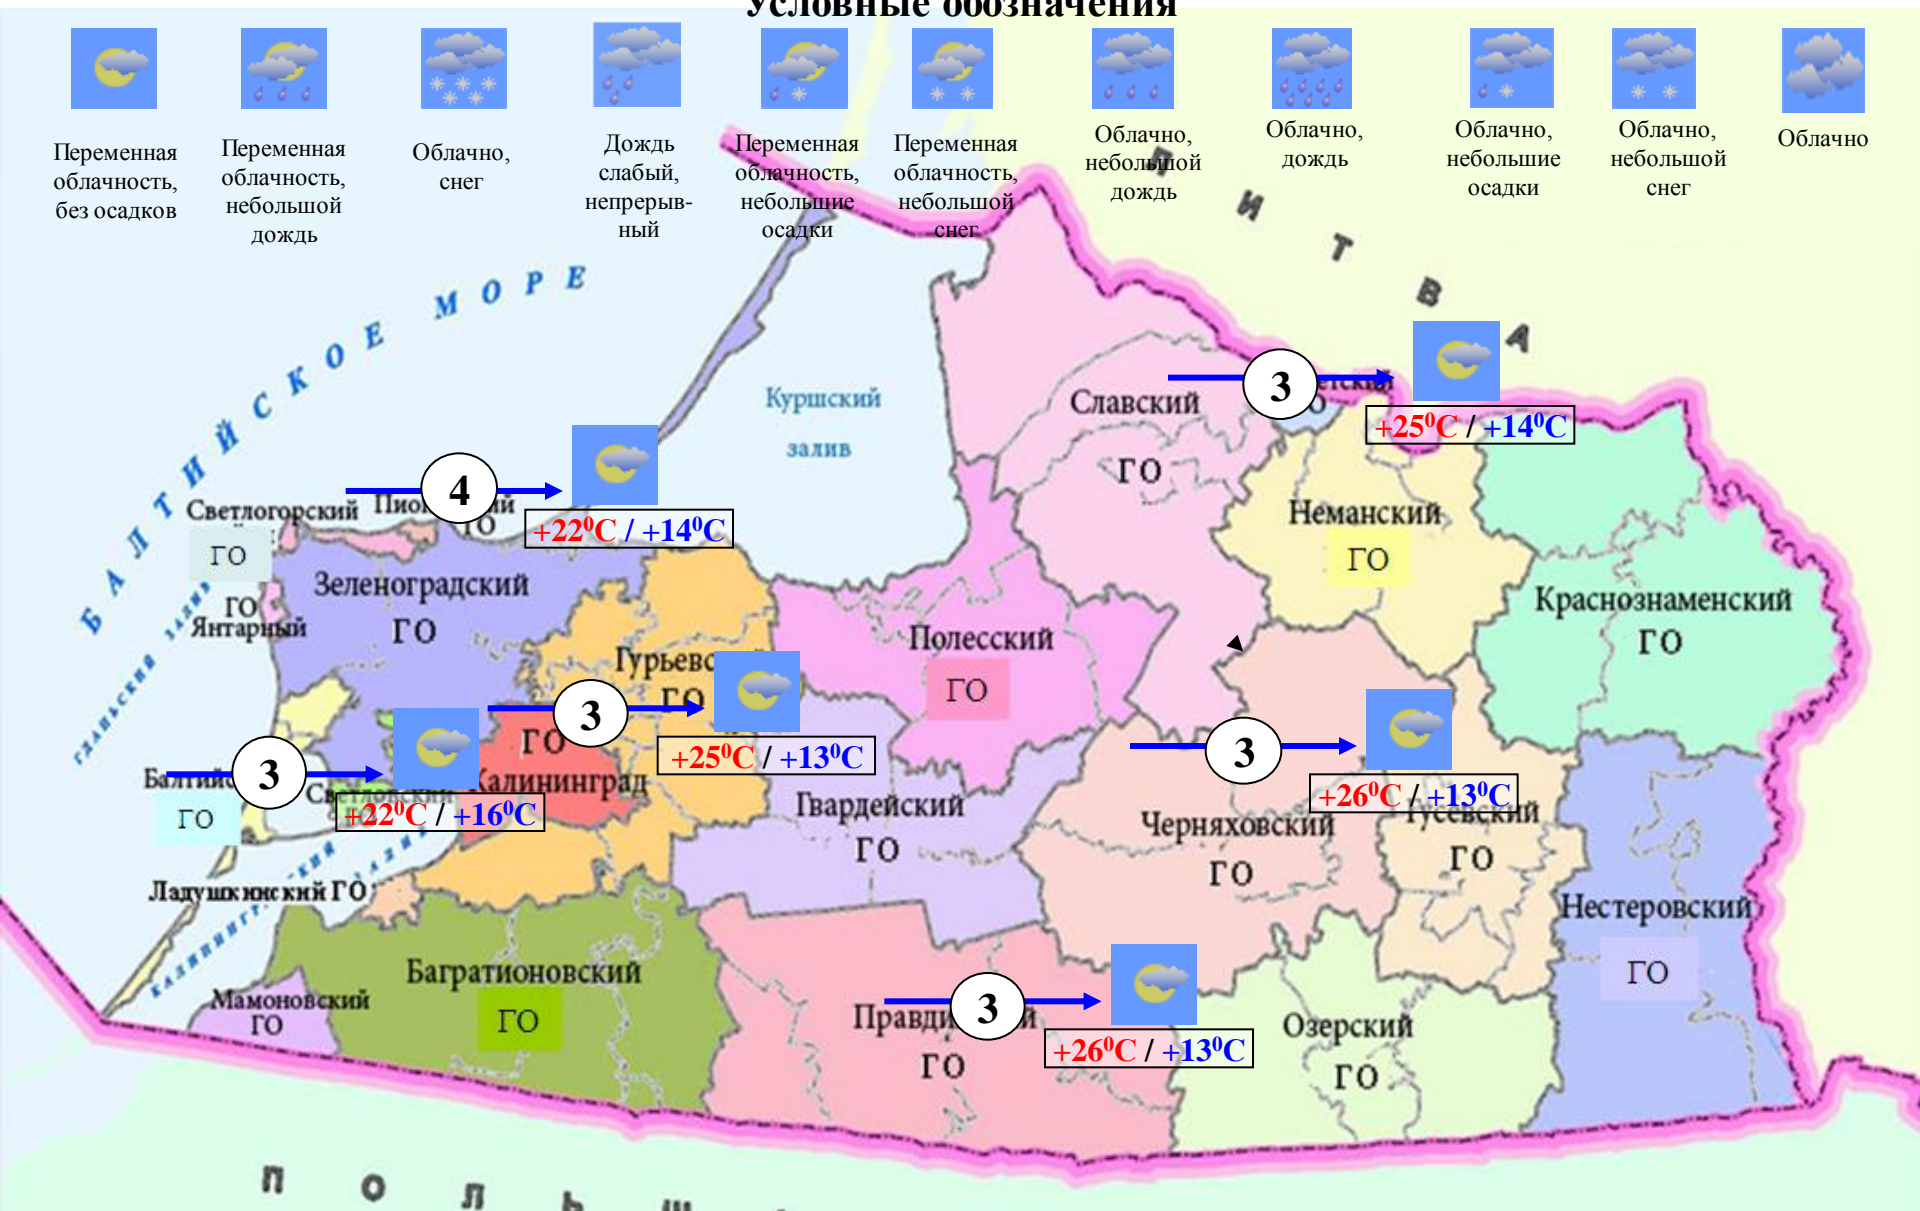 Условные обозначения
Переменная
облачность,
без осадков
Переменная
облачность,
небольшой
дождь
Облачно,
снег
Дождь
слабый,
непрерыв-
ный
Переменная
облачность,
небольшие
осадки
Переменная
облачность,
небольшой
снег
Облачно,
небольшой
дождь
Облачно,
дождь
Облачно,
небольшие
осадки
Облачно,
небольшой
снег
Облачно
ЛИТВА
БАЛТИЙСКОЕ МОРЕ
Куршский
залив
Славский
ГО
3
+25⁰С / +14⁰С
4
+22⁰С / +14⁰С
Светлогорский
ГО
ГО
Неманский
ГО
Краснознаменский
ГО
Зеленоградский
ГО
ГО
Янтарный
Полесский
ГО
ГО
3
+25⁰С / +13⁰С
ГО
Калининград
3
+22⁰С / +16⁰С
ГО
3
+26⁰С / +13⁰С
Гвардейский
ГО
Черняховский
ГО
Гусевский
ГО
Ладушкинский ГО
Нестеровский
ГО
Багратионовский
ГО
Мамоновский
ГО
3
+26⁰С / +13⁰С
ГО
Озерский
ГО